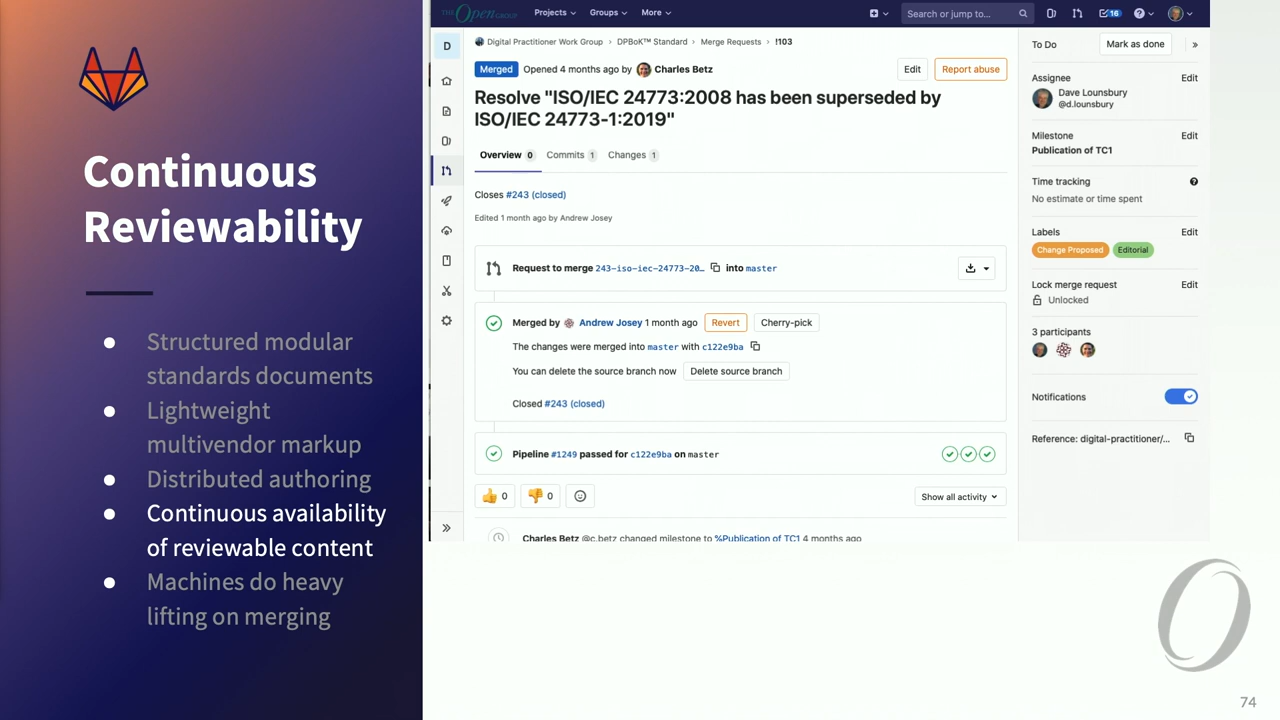 Continuous
Reviewability
● Structured modular
standards documents
● Lightweight
multivendor markup
● Distributed authoring
● Continuous availability
of reviewable content
● Machines do heavy
lifting on merging
THE Open GROUP
Projects Groups More
Search or jump to...
16
D
Digital Practitioner Work Group > DPBoK™ Standard > Merge Requests > !103
Merged Opened 4 months ago by Charles Betz
Edit Report abuse
Resolve "ISO/IEC 24773:2008 has been superseded by
ISO/IEC 24773-1:2019"
Overview 0 Commits 1 Changes 1
Closes #243 (closed)
Edited 1 month ago by Andrew Josey
Request to merge 243-iso-iec-24773-20… into master
Merged by Andrew Josey 1 month ago Revert Cherry-pick
The changes were merged into master with c122e9ba
You can delete the source branch now Delete source branch
Closed #243 (closed)
Pipeline #1249 passed for c122e9ba on master
👍 0 👎 0
Show all activity
Charles Betz @c.betz changed milestone to %Publication of TC1 4 months ago
To Do Mark as done »
Assignee Edit
Dave Lounsbury
@d.lounsbury
Milestone Edit
Publication of TC1
Time tracking
No estimate or time spent
Labels Edit
Change Proposed Editorial
Lock merge request Edit
Unlocked
3 participants
Notifications
Reference: digital-practitioner/...
74